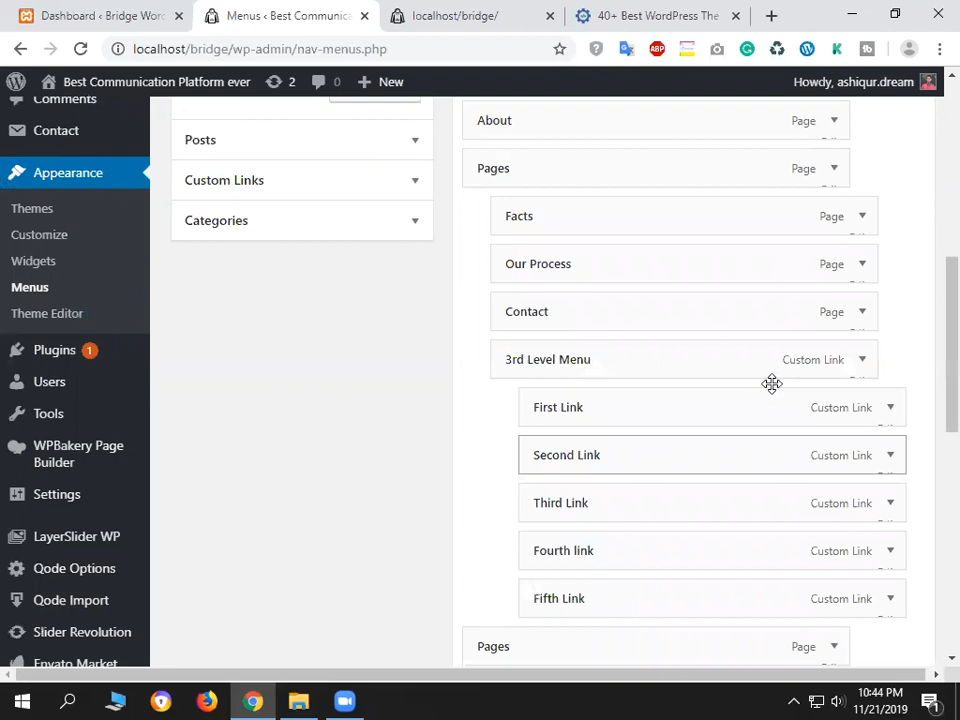 Dashboard ‹ Bridge Wor
Menus ‹ Best Communica
localhost/bridge/
40+ Best WordPress The
localhost/bridge/wp-admin/nav-menus.php
ABP
Best Communication Platform ever
2
0
New
Howdy, ashiqur.dream
Comments
Contact
Appearance
Themes
Customize
Widgets
Menus
Theme Editor
Plugins 1
Users
Tools
WPBakery Page
Builder
Settings
LayerSlider WP
Qode Options
Qode Import
Slider Revolution
Envato Market
Posts
Custom Links
Categories
About Page
Pages Page
Facts Page
Our Process Page
Contact Page
3rd Level Menu Custom Link
First Link Custom Link
Second Link Custom Link
Third Link Custom Link
Fourth link Custom Link
Fifth Link Custom Link
Pages Page
10:44 PM
11/21/2019
1